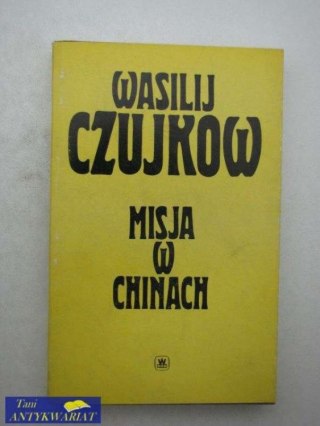 WASILIJ
CZUJKOW
MISJA
W
CHINACH
Tani
ANTYKWARIAT